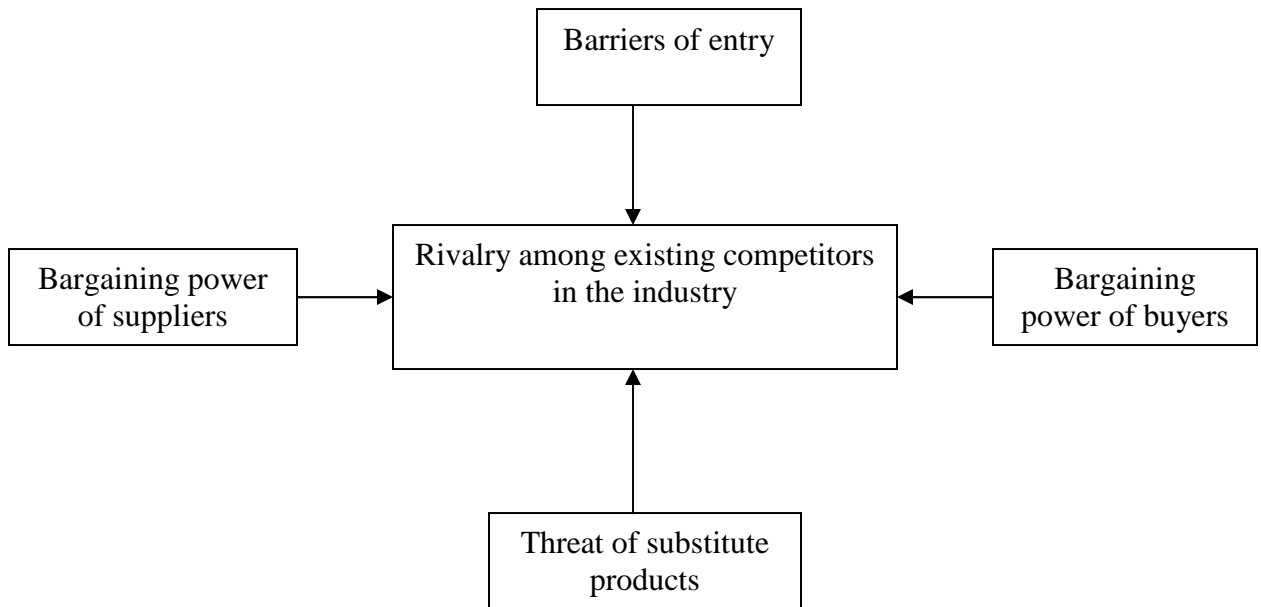 Barriers of entry
Rivalry among existing competitors
in the industry
Bargaining power
of suppliers
Bargaining
power of buyers
Threat of substitute
products